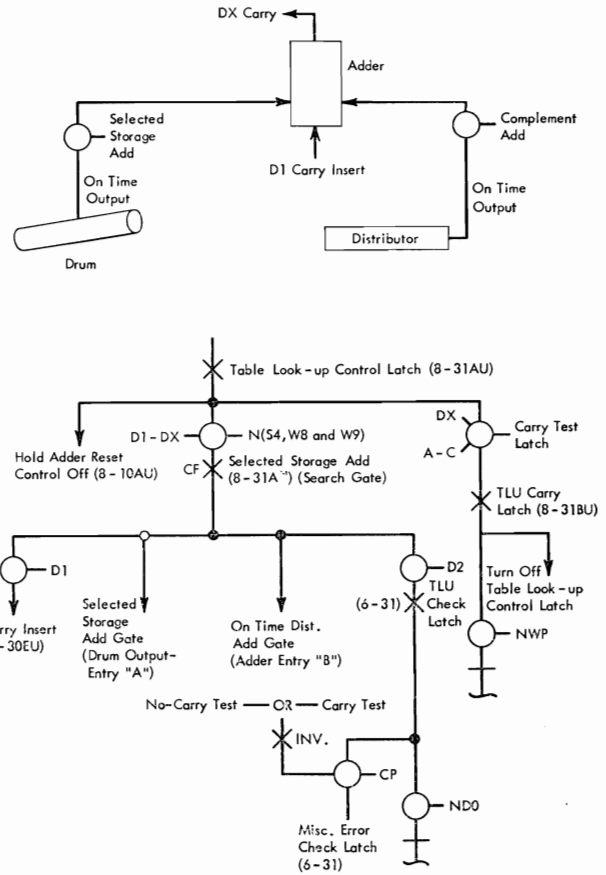 DX Carry
Adder
Selected
Storage
Add
Complement
Add
D1 Carry Insert
On Time
Output
On Time
Output
Distributor
Drum
Table Look-up Control Latch (8-31AU)
DX
A-C
Carry Test
Latch
D1-DX
N(S4, W8 and W9)
Hold Adder Reset
Control Off (8-10AU)
CF
Selected Storage Add
(Search Gate)
TLU Carry
Latch (8-31BU)
D1
D2
TLU
Check
Latch
(6-31)
Turn Off
Table Look-up
Control Latch
Insert
Selected
Storage
Add Gate
(Drum Output-
Entry "A")
On Time Dist.
Add Gate
(Adder Entry "B")
NWP
No-Carry Test
OR
Carry Test
INV.
CP
NDO
Misc. Error
Check Latch
(6-31)